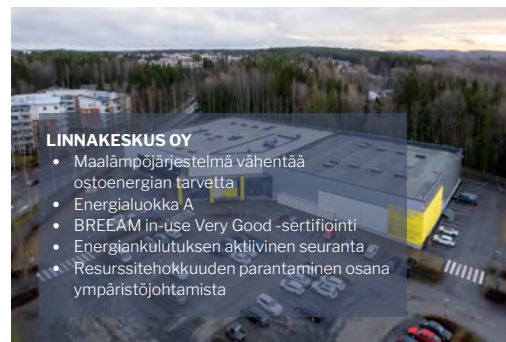 LINNAKESKUS OY
• Maalämpöjärjestelmä vähentää
ostoenergian tarvetta
• Energialuokka A
• BREEAM in-use Very Good -sertifiointi
• Energiankulutuksen aktiivinen seuranta
• Resurssitehokkuuden parantaminen osana
ympäristöjohtamista